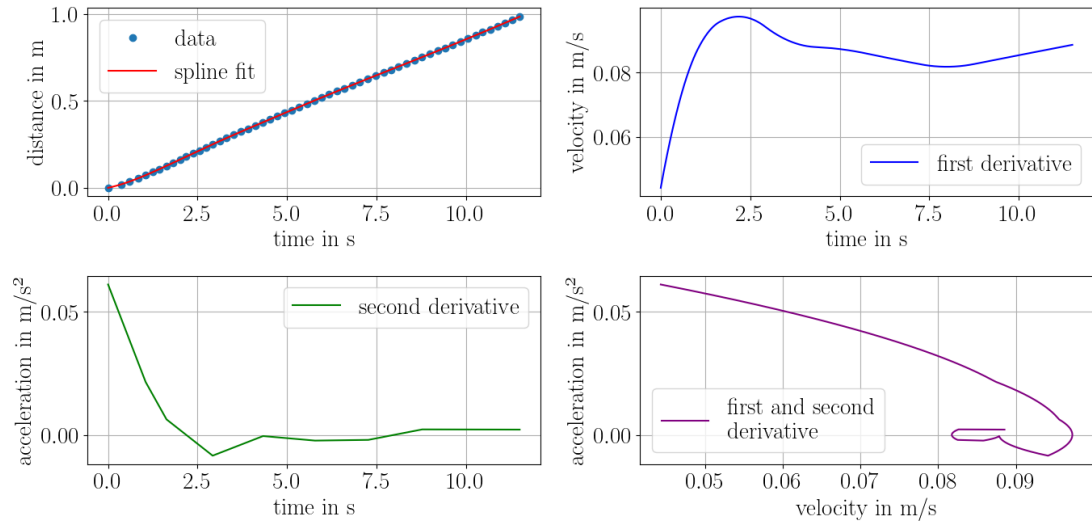 distance in m
1.0
0.5
0.0
data
spline fit
0.0 2.5 5.0 7.5 10.0
time in s
velocity in m/s
0.08
0.06
first derivative
0.0 2.5 5.0 7.5 10.0
time in s
acceleration in m/s²
0.05
0.00
second derivative
0.0 2.5 5.0 7.5 10.0
time in s
acceleration in m/s²
0.05
0.00
first and second
derivative
0.05 0.06 0.07 0.08 0.09
velocity in m/s